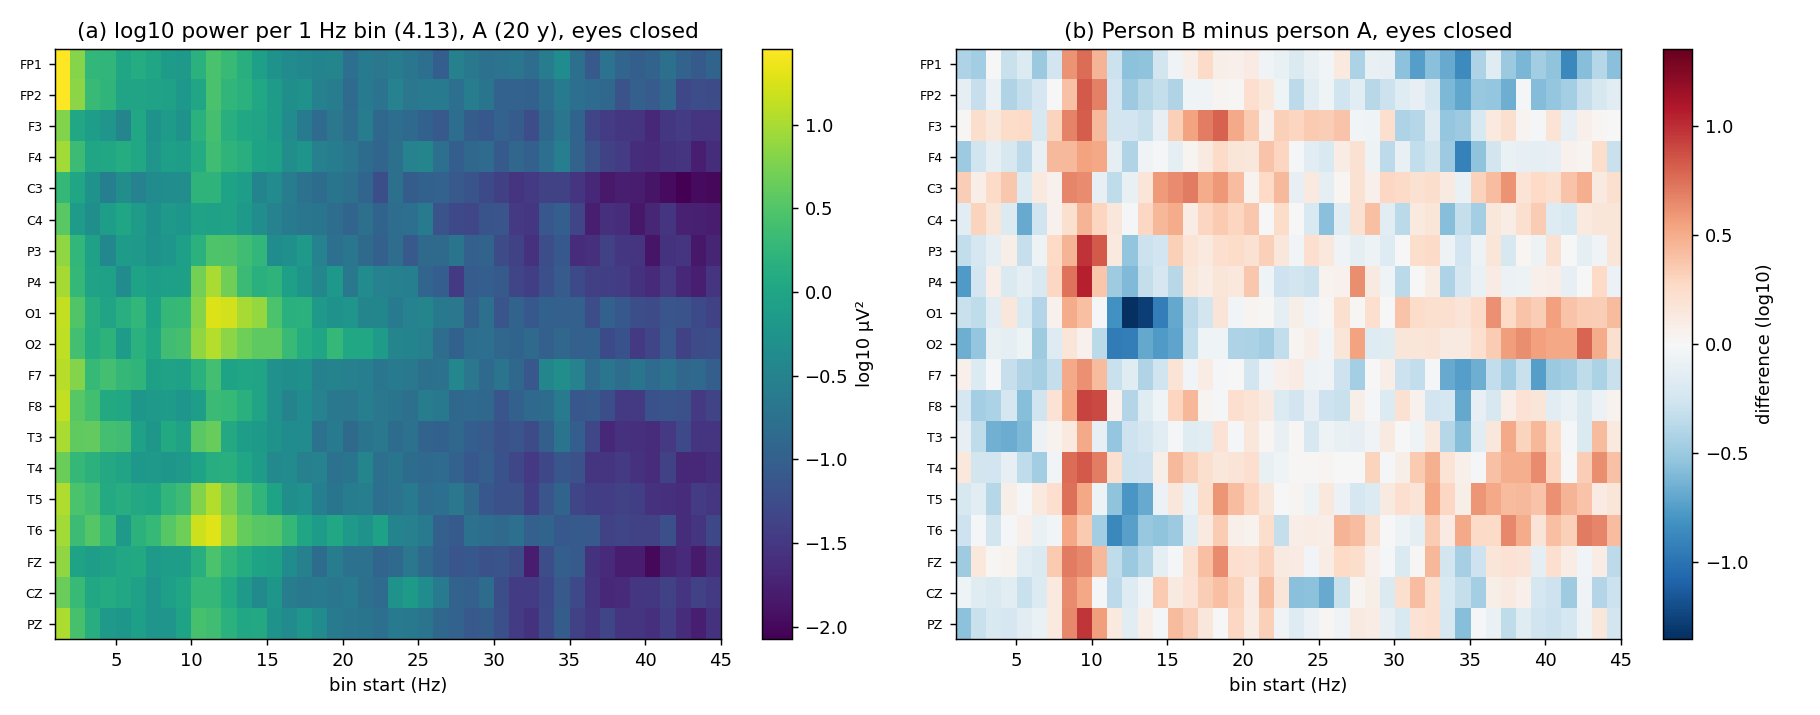 (a) log10 power per 1 Hz bin (4.13), A (20 y), eyes closed
FP1
FP2
F3
F4
C3
C4
P3
P4
O1
O2
F7
F8
T3
T4
T5
T6
FZ
CZ
PZ
5 10 15 20 25 30 35 40 45
bin start (Hz)
1.0
0.5
0.0
−0.5
−1.0
−1.5
−2.0
log10 µV²
(b) Person B minus person A, eyes closed
FP1
FP2
F3
F4
C3
C4
P3
P4
O1
O2
F7
F8
T3
T4
T5
T6
FZ
CZ
PZ
5 10 15 20 25 30 35 40 45
bin start (Hz)
1.0
0.5
0.0
−0.5
−1.0
difference (log10)